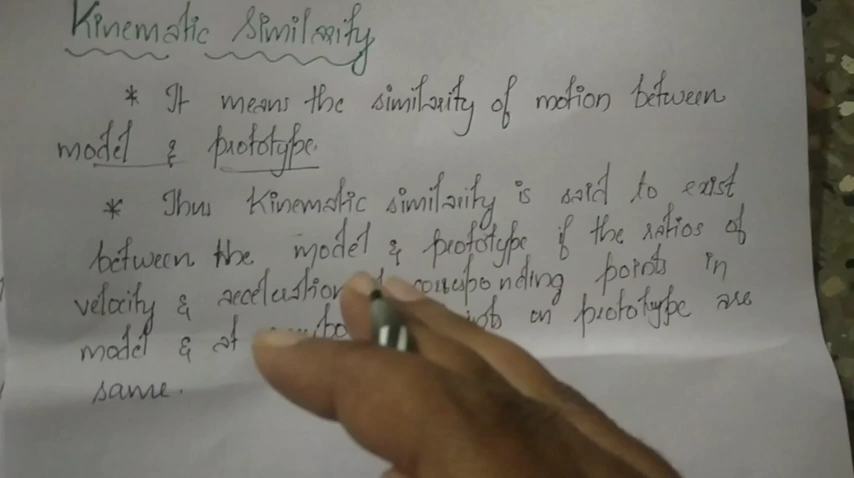 Kinematic Similarity
* It means the similarity of motion between
model & prototype.
* Thus Kinematic similarity is said to exist
between the model & prototype if the ratios of
velocity & acceleration corresponding points in
model & at on prototype are
same.